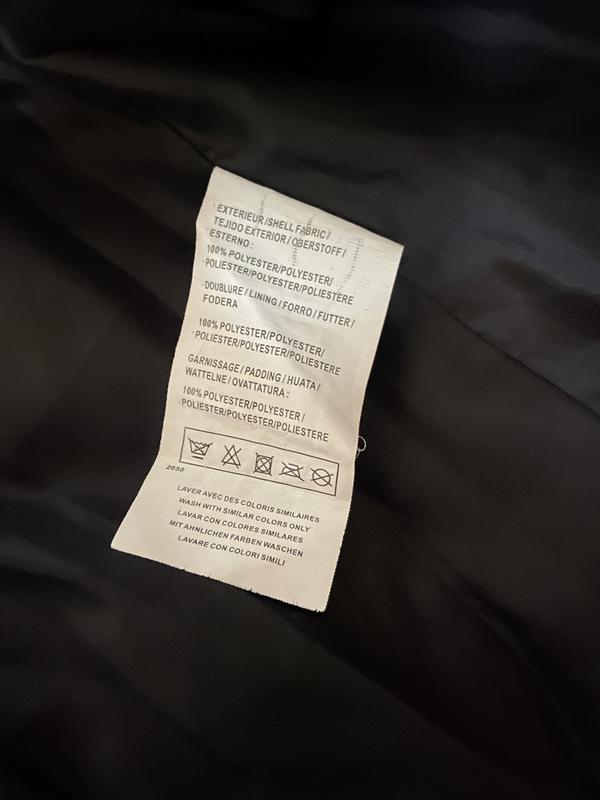 EXTERIEUR/SHELL FABRIC/
TEJIDO EXTERIOR/OBERSTOFF/
ESTERNO:
100% POLYESTER/POLYESTER/
POLIESTER/POLYESTER/POLIESTERE
DOUBLURE/LINING/FORRO/FUTTER/
FODERA
100% POLYESTER/POLYESTER/
POLIESTER/POLYESTER/POLIESTERE
GARNISSAGE/PADDING/HUATA/
WATTELNE/OVATTATURA:
100% POLYESTER/POLYESTER/
POLIESTER/POLYESTER/POLIESTERE
2050
LAVER AVEC DES COLORIS SIMILAIRES
WASH WITH SIMILAR COLORS ONLY
LAVAR CON COLORES SIMILARES
MIT AHNLICHEN FARBEN WASCHEN
LAVARE CON COLORI SIMILI